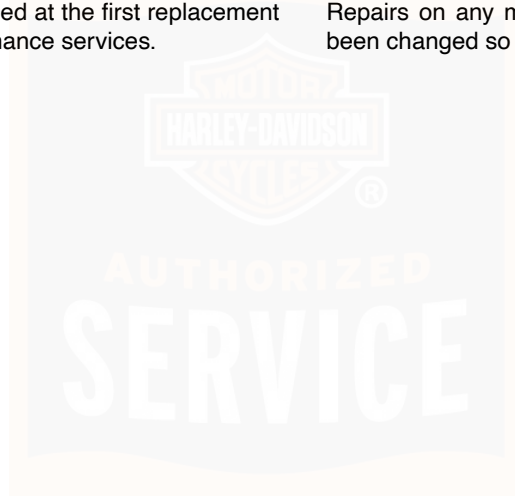 ed at the first replacement
nance services.
Repairs on any m
been changed so
MOTOR
HARLEY-DAVIDSON
CYCLES
®
AUTHORIZED
SERVICE